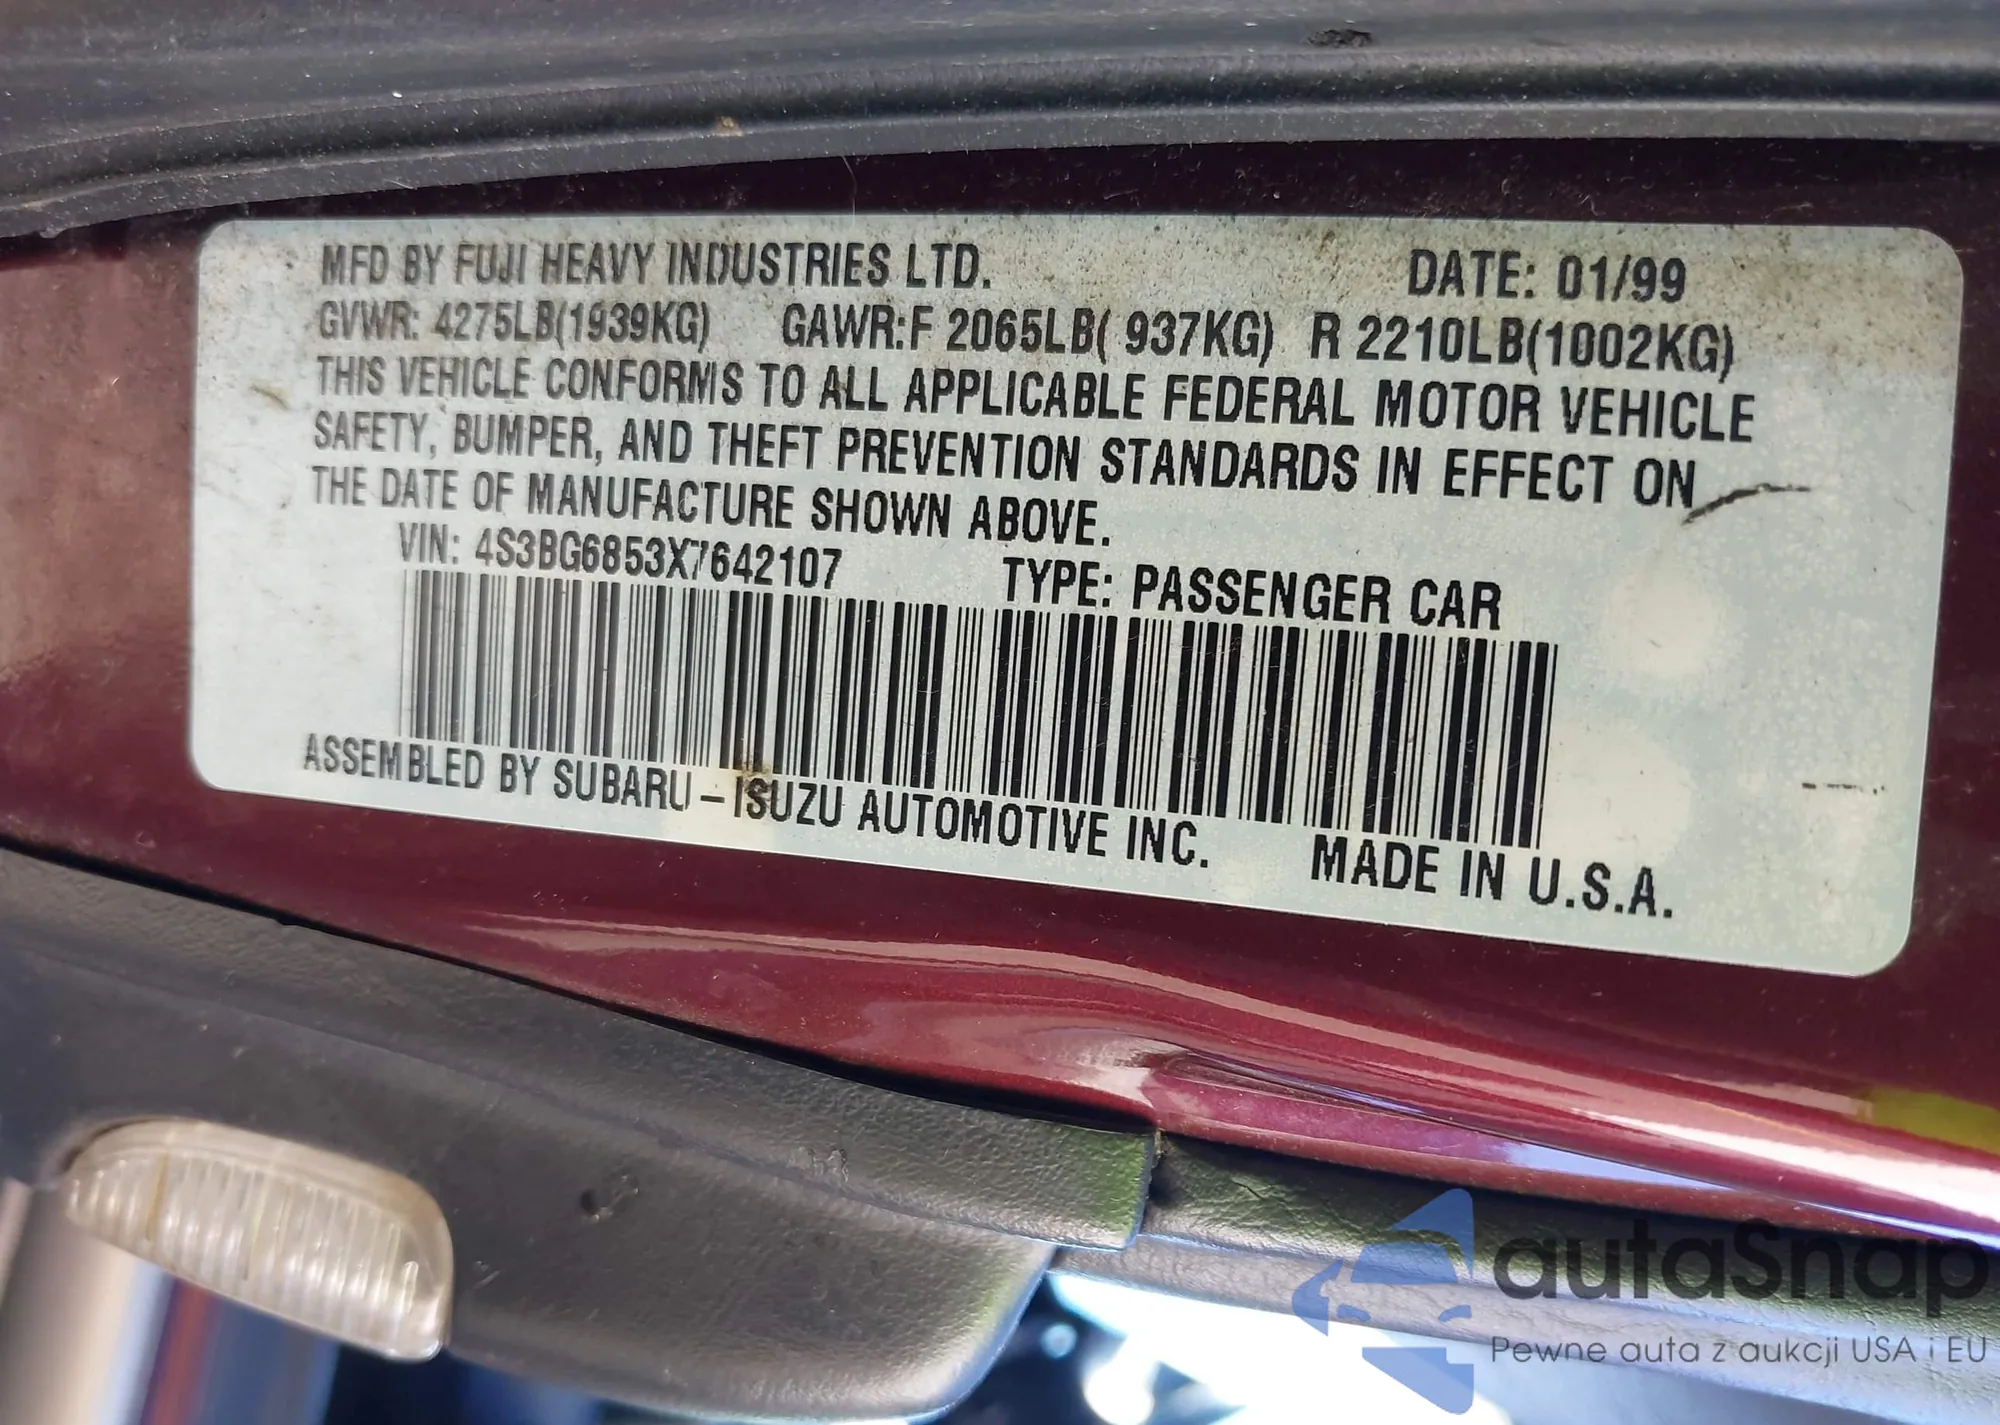 MFD BY FUJI HEAVY INDUSTRIES LTD. DATE: 01/99
GVWR: 4275LB(1939KG) GAWR:F 2065LB( 937KG) R 2210LB(1002KG)
THIS VEHICLE CONFORMS TO ALL APPLICABLE FEDERAL MOTOR VEHICLE
SAFETY, BUMPER, AND THEFT PREVENTION STANDARDS IN EFFECT ON
THE DATE OF MANUFACTURE SHOWN ABOVE.
VIN: 4S3BG6853X7642107 TYPE: PASSENGER CAR
ASSEMBLED BY SUBARU-ISUZU AUTOMOTIVE INC. MADE IN U.S.A.
autaSnap
Pewne auta z aukcji USA i EU